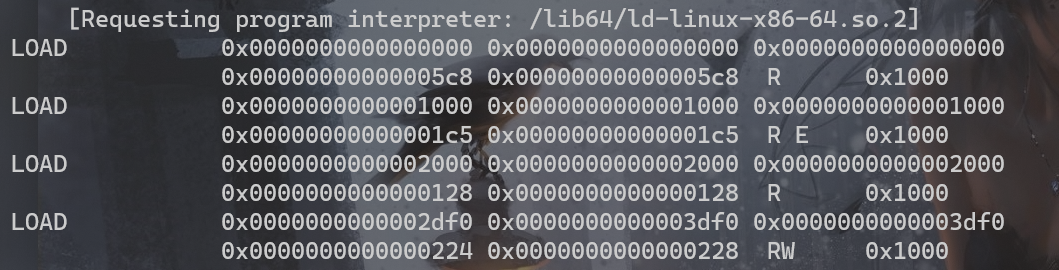 [Requesting program interpreter: /lib64/ld-linux-x86-64.so.2]
LOAD 0x0000000000000000 0x0000000000000000 0x0000000000000000
0x00000000000005c8 0x00000000000005c8 R 0x1000
LOAD 0x0000000000001000 0x0000000000001000 0x0000000000001000
0x00000000000001c5 0x00000000000001c5 R E 0x1000
LOAD 0x0000000000002000 0x0000000000002000 0x0000000000002000
0x0000000000000128 0x0000000000000128 R 0x1000
LOAD 0x0000000000002df0 0x0000000000003df0 0x0000000000003df0
0x0000000000000224 0x0000000000000228 RW 0x1000